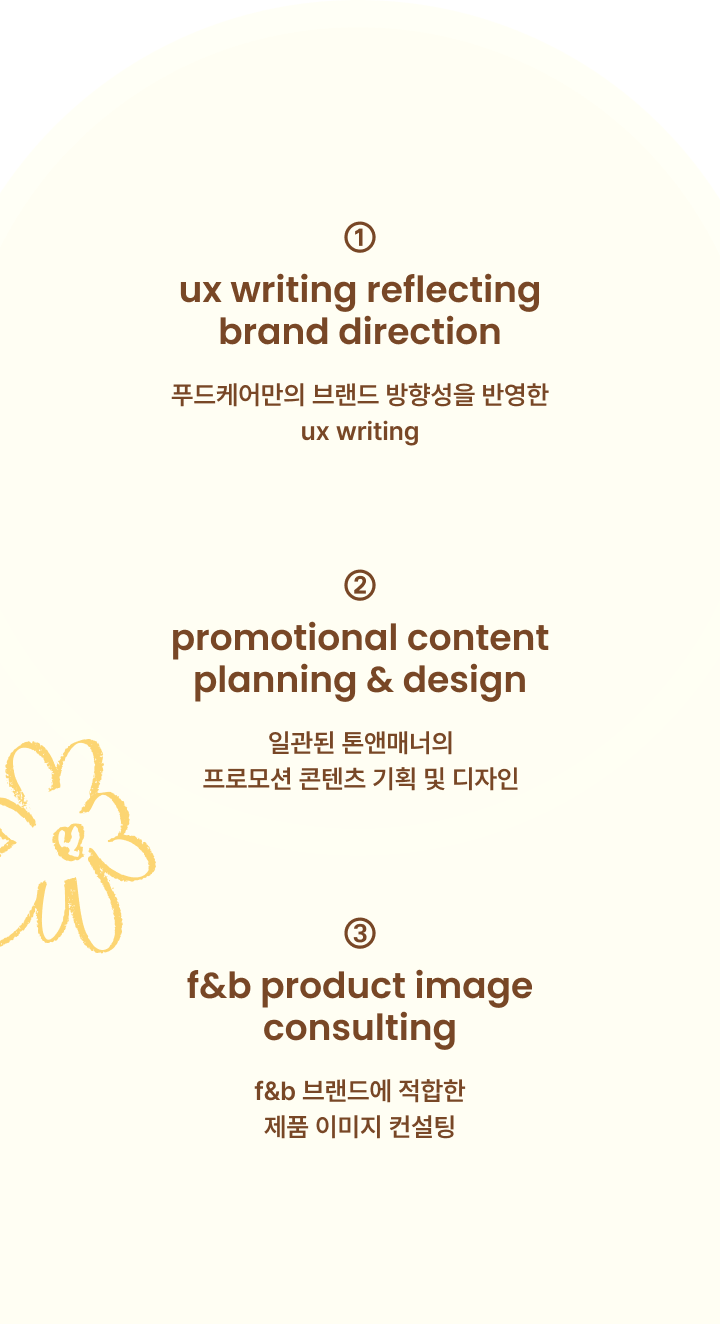 ①
ux writing reflecting
brand direction
푸드케어만의 브랜드 방향성을 반영한
ux writing
②
promotional content
planning & design
일관된 톤앤매너의
프로모션 콘텐츠 기획 및 디자인
③
f&b product image
consulting
f&b 브랜드에 적합한
제품 이미지 컨설팅